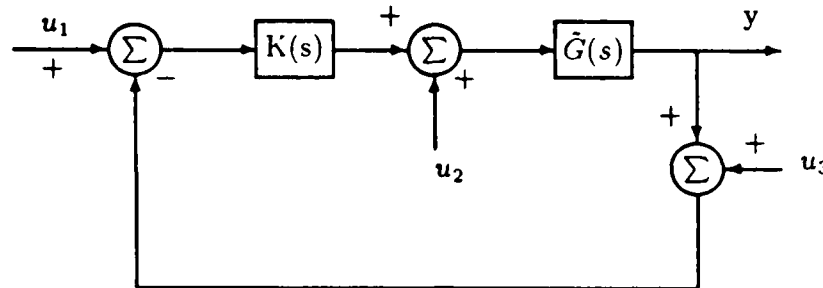 y
u₁ + Σ − K(s) + Σ + G̃(s)
u₂
+ Σ + u₃